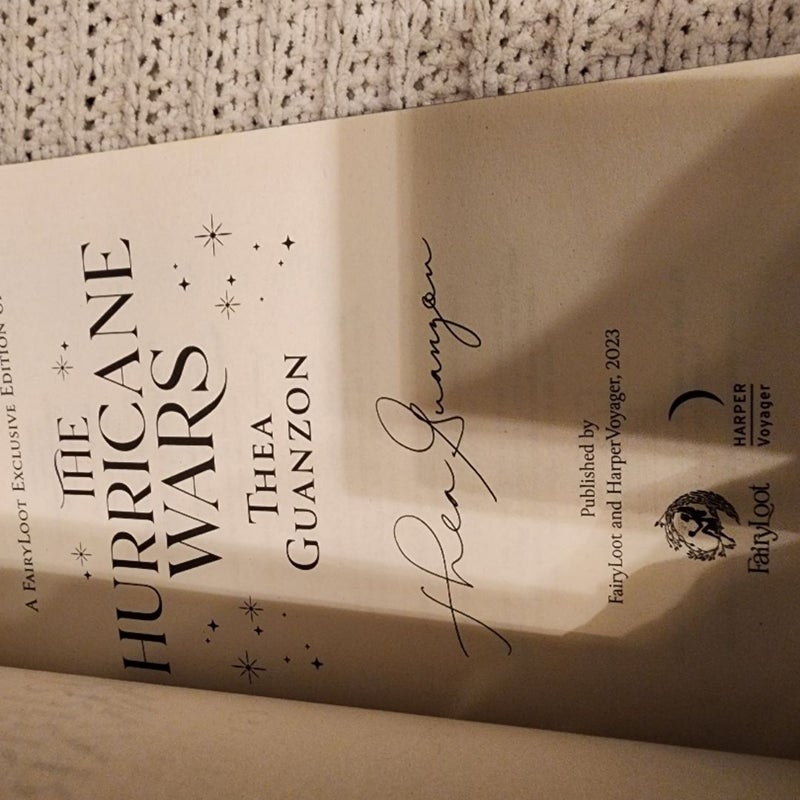 A FAIRYLOOT EXCLUSIVE EDITION OF
THE
HURRICANE
WARS
THEA
GUANZON
Thea Guanzon
Published by
FairyLoot and HarperVoyager, 2023
FairyLoot
HARPER
Voyager